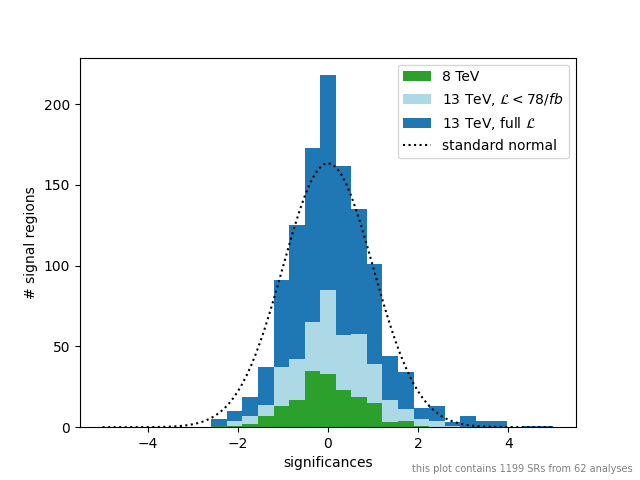 8 TeV
13 TeV, ℒ < 78/fb
13 TeV, full ℒ
standard normal
200
150
100
50
0
# signal regions
−4 −2 0 2 4
significances
this plot contains 1199 SRs from 62 analyses